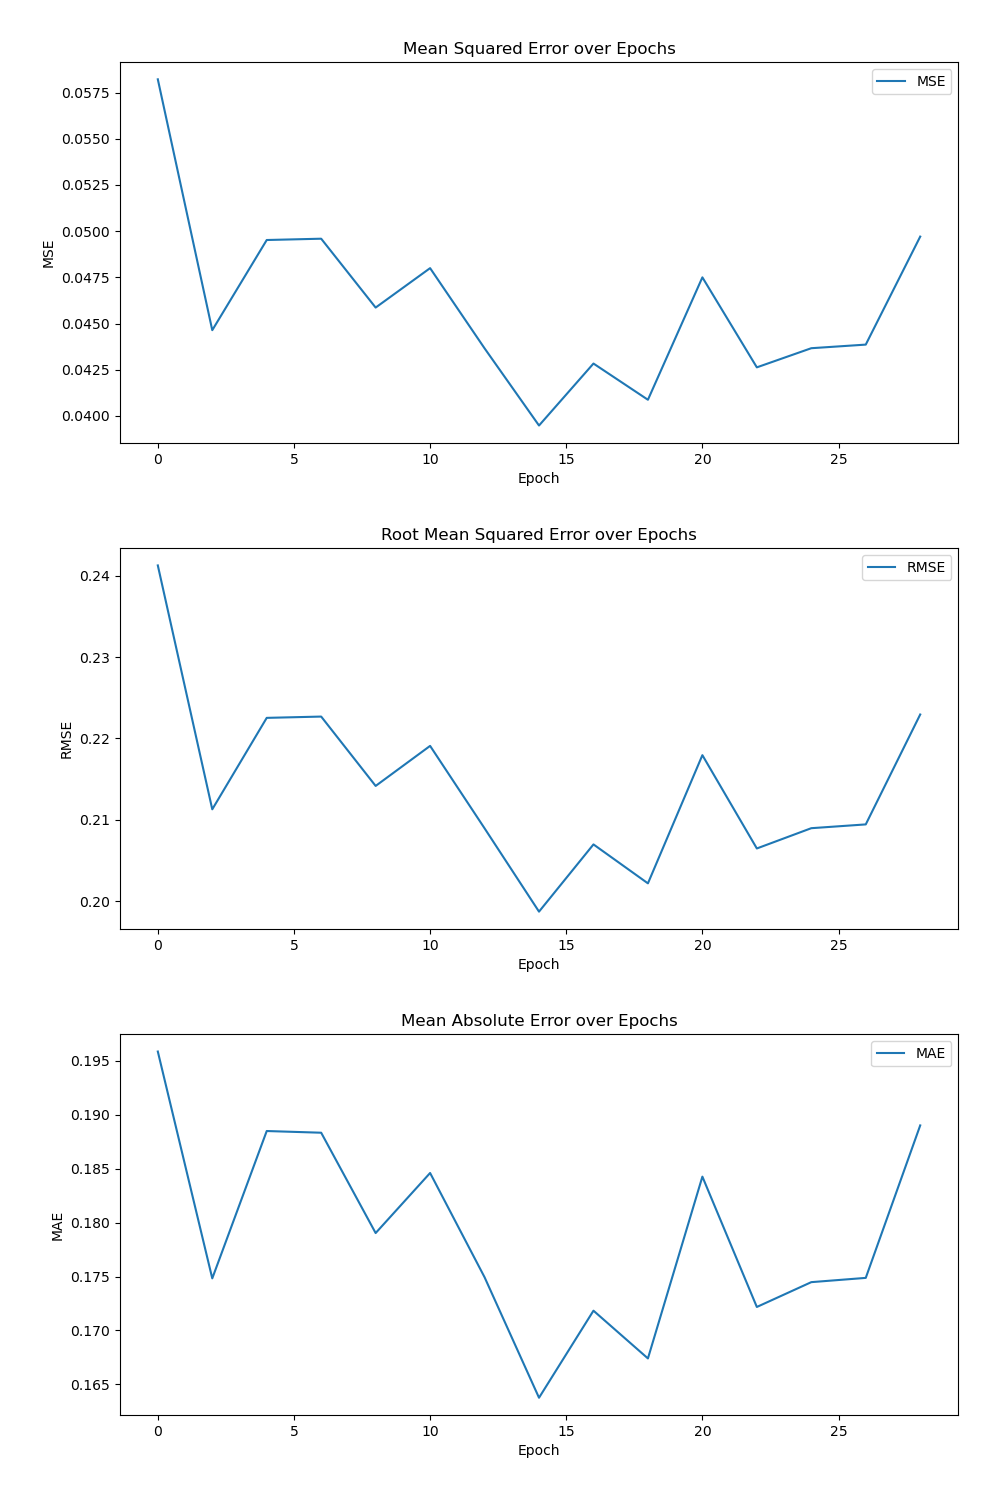 Mean Squared Error over Epochs
MSE
0.0575
0.0550
0.0525
0.0500
0.0475
0.0450
0.0425
0.0400
MSE
0 5 10 15 20 25
Epoch
Root Mean Squared Error over Epochs
RMSE
0.24
0.23
0.22
0.21
0.20
RMSE
0 5 10 15 20 25
Epoch
Mean Absolute Error over Epochs
MAE
0.195
0.190
0.185
0.180
0.175
0.170
0.165
MAE
0 5 10 15 20 25
Epoch